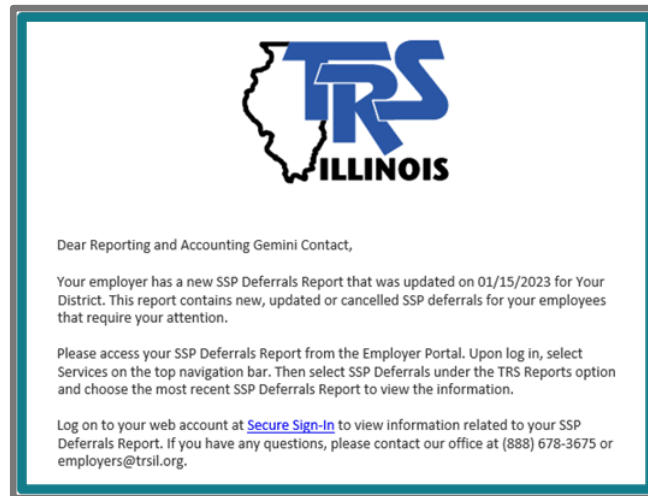 TRS
ILLINOIS
Dear Reporting and Accounting Gemini Contact,
Your employer has a new SSP Deferrals Report that was updated on 01/15/2023 for Your
District. This report contains new, updated or cancelled SSP deferrals for your employees
that require your attention.
Please access your SSP Deferrals Report from the Employer Portal. Upon log in, select
Services on the top navigation bar. Then select SSP Deferrals under the TRS Reports option
and choose the most recent SSP Deferrals Report to view the information.
Log on to your web account at Secure Sign-In to view information related to your SSP
Deferrals Report. If you have any questions, please contact our office at (888) 678-3675 or
employers@trsil.org.